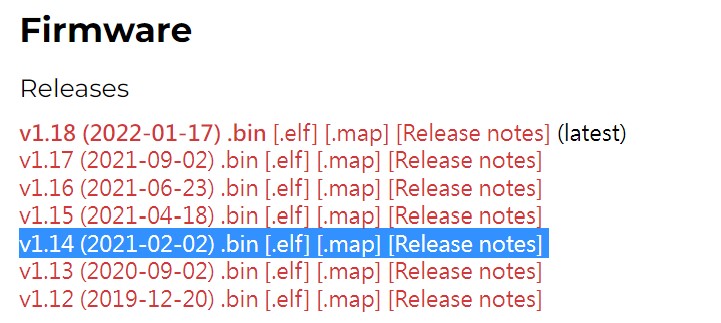 Firmware
Releases
v1.18 (2022-01-17) .bin [.elf] [.map] [Release notes] (latest)
v1.17 (2021-09-02) .bin [.elf] [.map] [Release notes]
v1.16 (2021-06-23) .bin [.elf] [.map] [Release notes]
v1.15 (2021-04-18) .bin [.elf] [.map] [Release notes]
v1.14 (2021-02-02) .bin [.elf] [.map] [Release notes]
v1.13 (2020-09-02) .bin [.elf] [.map] [Release notes]
v1.12 (2019-12-20) .bin [.elf] [.map] [Release notes]